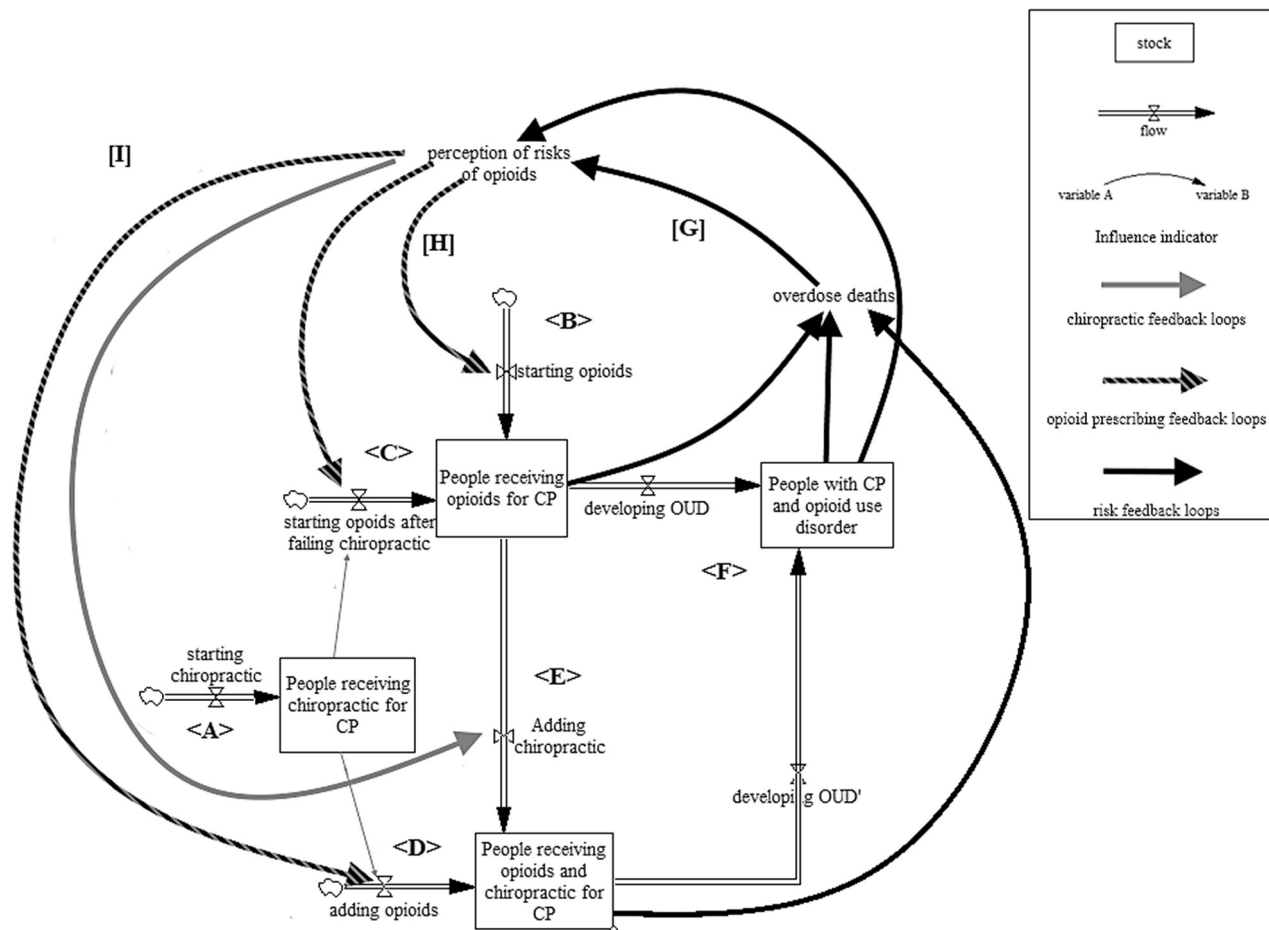 [I]
perception of risks
of opioids
[H]
[G]
overdose deaths
<B>
starting opioids
<C>
People receiving
opioids for CP
starting opoids after
failing chiropractic
developing OUD
People with CP
and opioid use
disorder
<F>
starting
chiropractic
<A>
People receiving
chiropractic for
CP
<E>
Adding
chiropractic
developing OUD'
<D>
adding opioids
People receiving
opioids and
chiropractic for
CP
stock
flow
variable A
variable B
Influence indicator
chiropractic feedback loops
opioid prescribing feedback loops
risk feedback loops